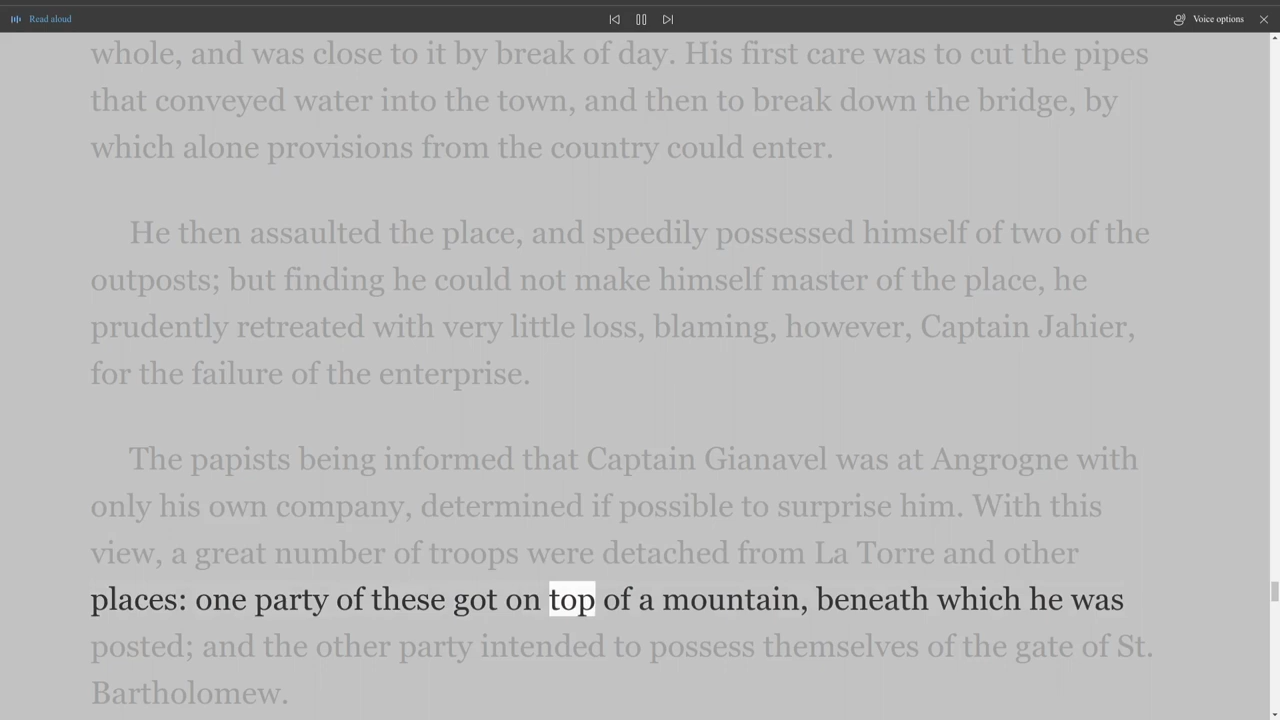 Read aloud
Voice options
whole, and was close to it by break of day. His first care was to cut the pipes
that conveyed water into the town, and then to break down the bridge, by
which alone provisions from the country could enter.
He then assaulted the place, and speedily possessed himself of two of the
outposts; but finding he could not make himself master of the place, he
prudently retreated with very little loss, blaming, however, Captain Jahier,
for the failure of the enterprise.
The papists being informed that Captain Gianavel was at Angrogne with
only his own company, determined if possible to surprise him. With this
view, a great number of troops were detached from La Torre and other
places: one party of these got on top of a mountain, beneath which he was
posted; and the other party intended to possess themselves of the gate of St.
Bartholomew.